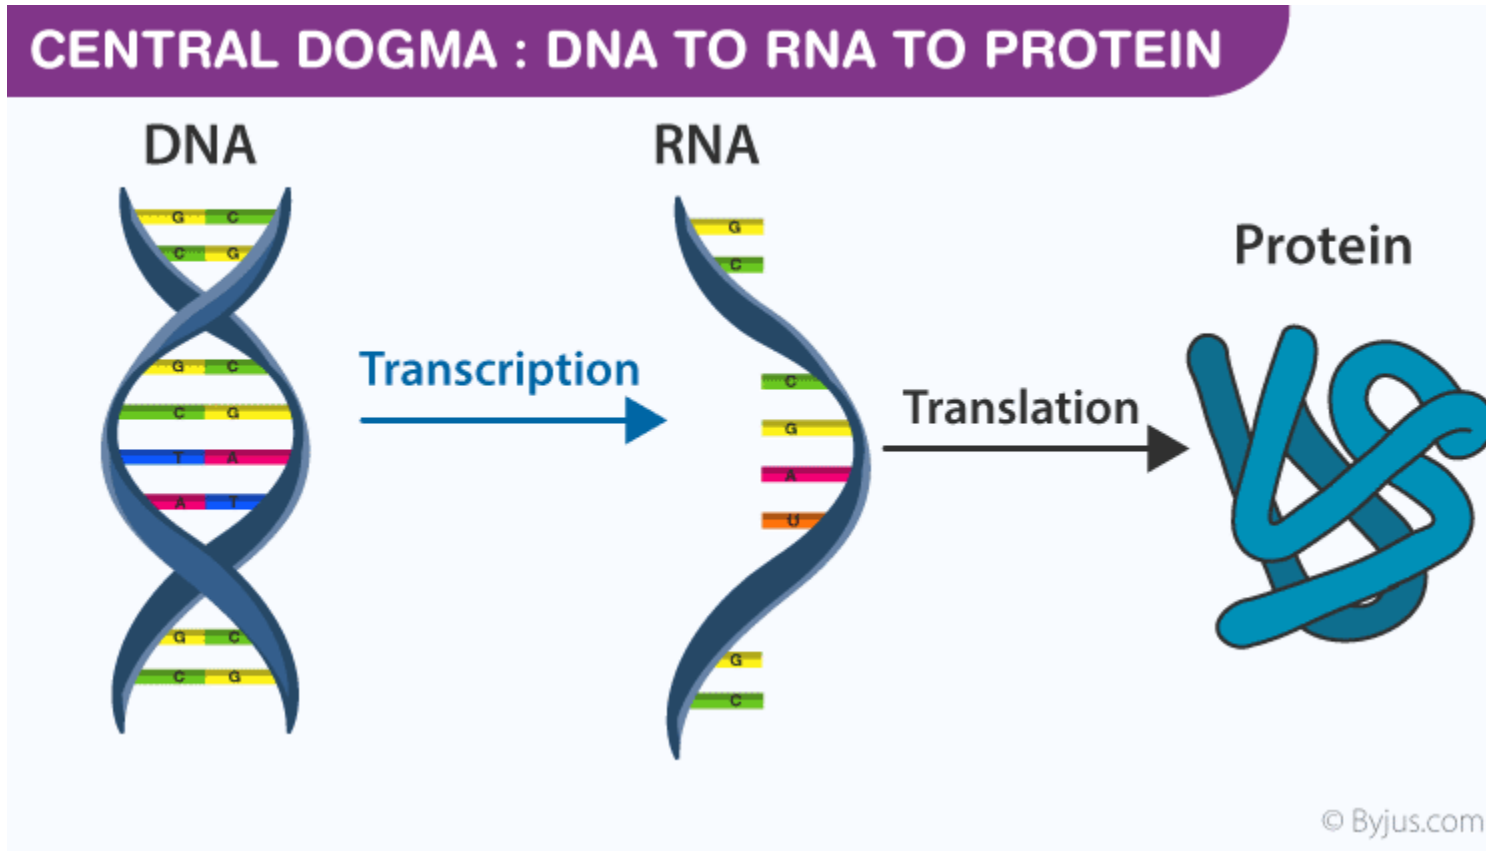 CENTRAL DOGMA : DNA TO RNA TO PROTEIN
DNA
RNA
Protein
G C
C G
G C
C G
T A
A T
G C
C G
Transcription
G
C
C
G
A
U
G
C
Translation
© Byjus.com